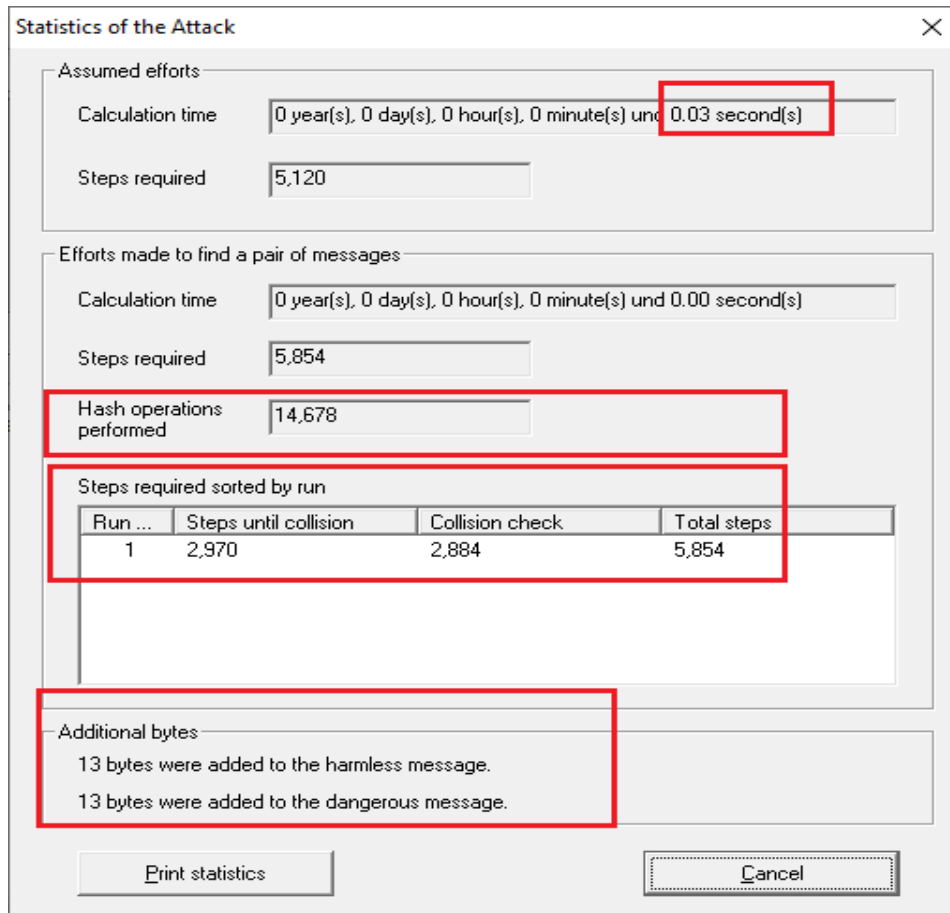 Statistics of the Attack
Assumed efforts
Calculation time 0 year(s), 0 day(s), 0 hour(s), 0 minute(s) und 0.03 second(s)
Steps required 5,120
Efforts made to find a pair of messages
Calculation time 0 year(s), 0 day(s), 0 hour(s), 0 minute(s) und 0.00 second(s)
Steps required 5,854
Hash operations
performed 14,678
Steps required sorted by run
Run ... Steps until collision Collision check Total steps
1 2,970 2,884 5,854
Additional bytes
13 bytes were added to the harmless message.
13 bytes were added to the dangerous message.
Print statistics Cancel